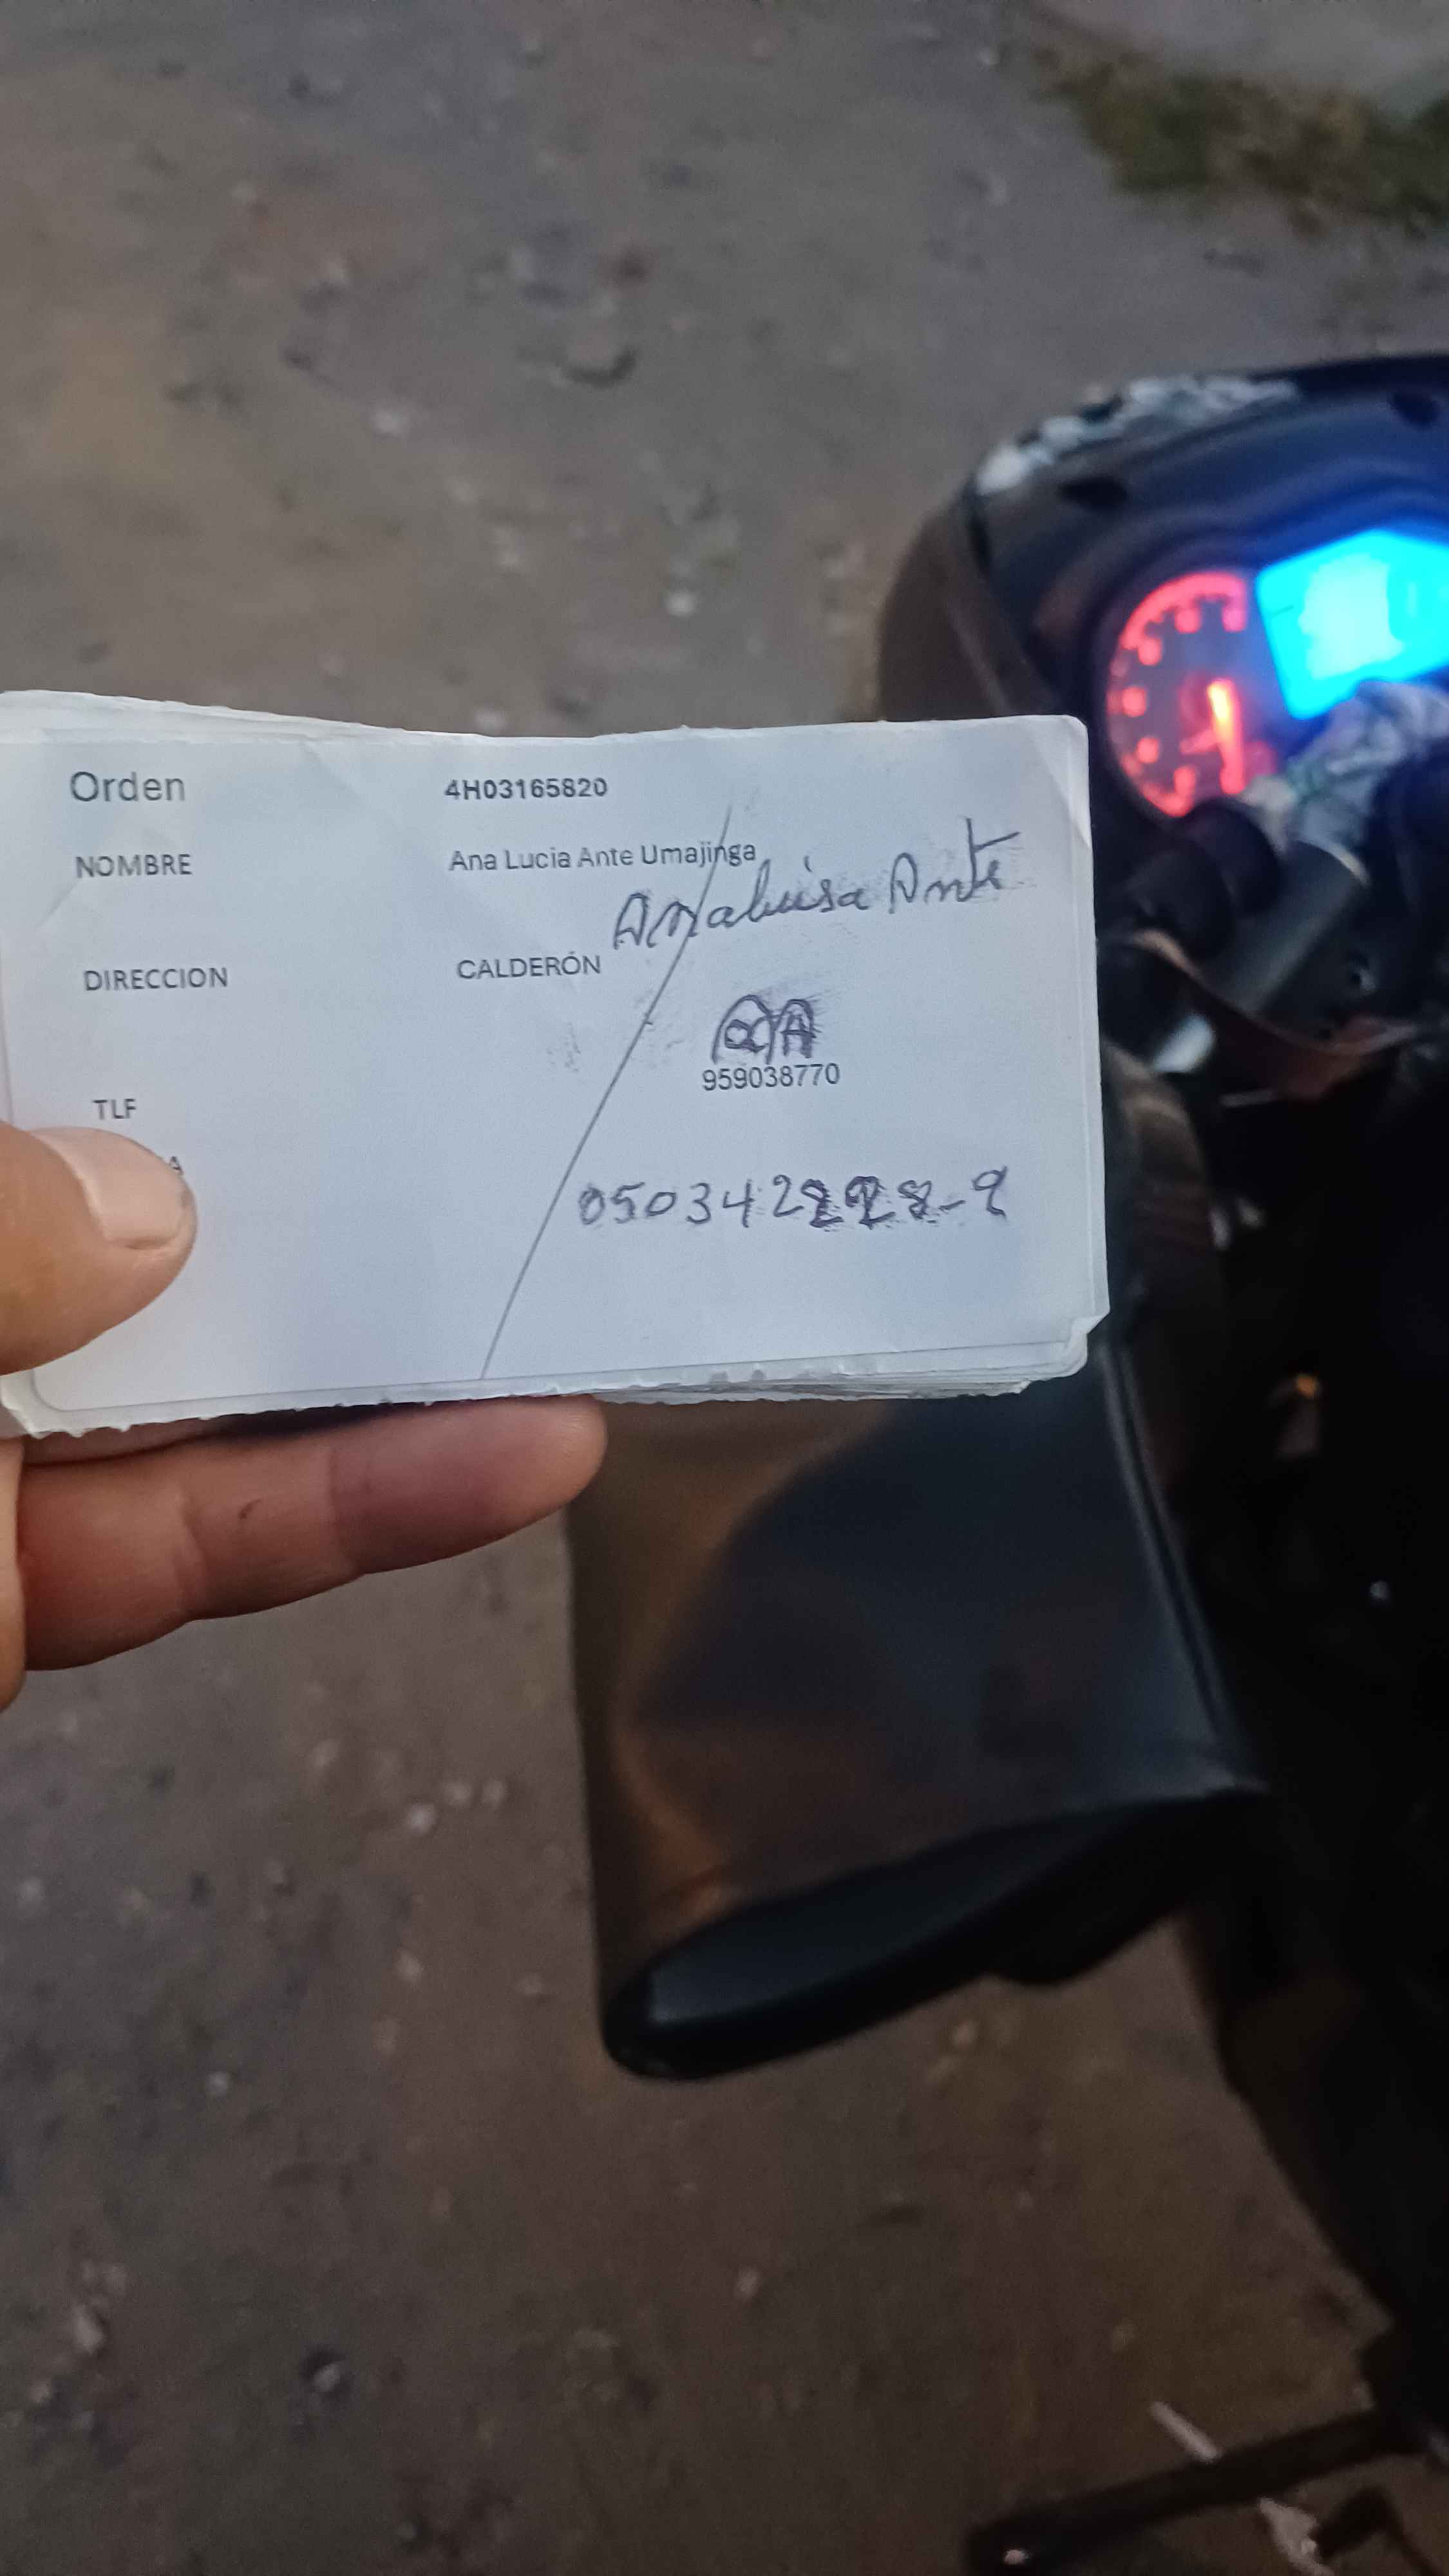 Orden 4H03165820
NOMBRE Ana Lucia Ante Umajinga
Analuisa Ante
DIRECCION CALDERÓN
959038770
TLF